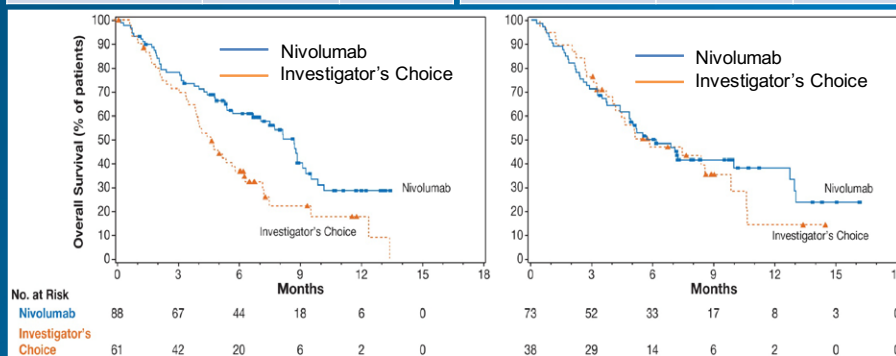 Overall Survival (% of patients)
100
90
80
70
60
50
40
30
20
10
0
Nivolumab
Investigator's Choice
Nivolumab
Investigator's Choice
0 3 6 9 12 15 18
Months
100
90
80
70
60
50
40
30
20
10
0
Nivolumab
Investigator's Choice
Nivolumab
Investigator's Choice
0 3 6 9 12 15 18
Months
No. at Risk
Nivolumab 88 67 44 18 6 0 73 52 33 17 8 3 0
Investigator's
Choice 61 42 20 6 2 0 38 29 14 6 2 0 0